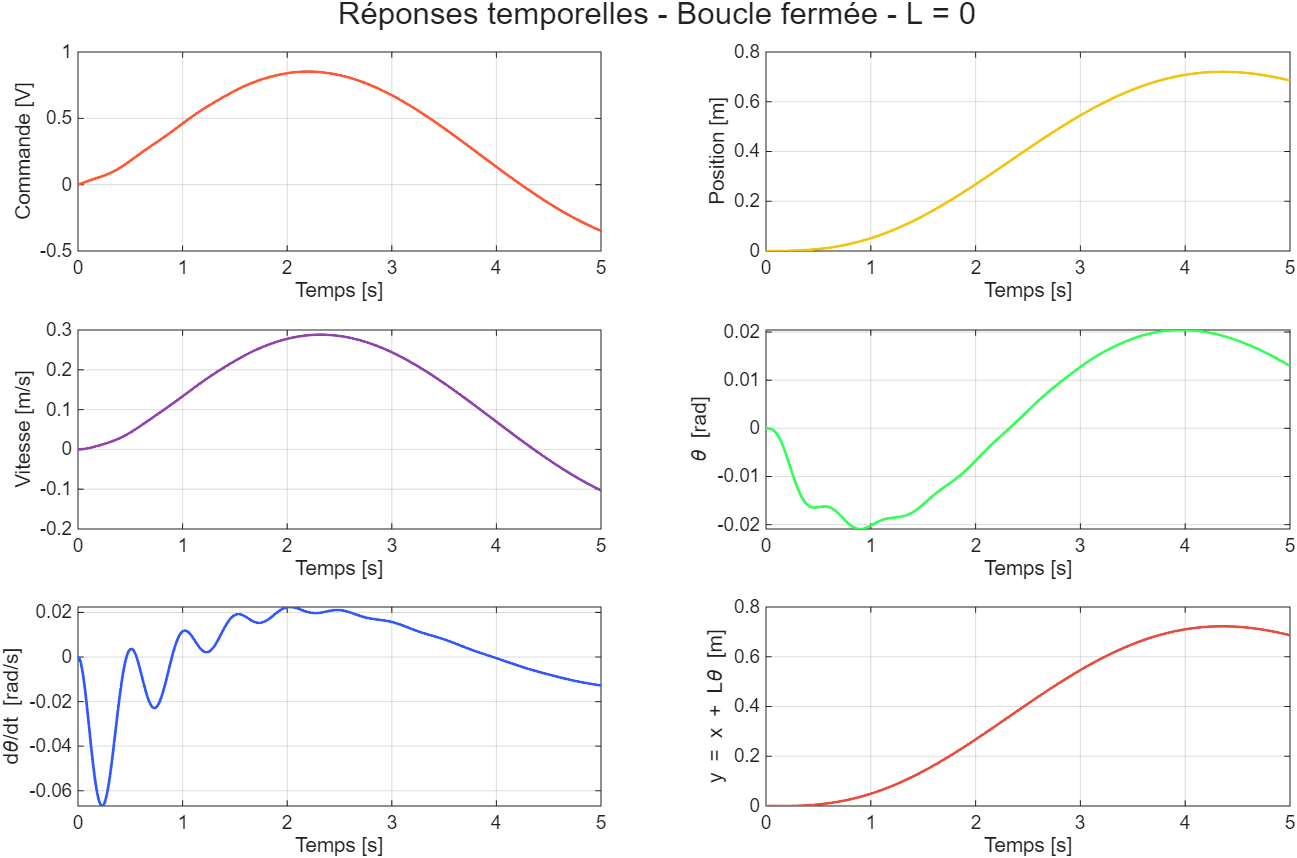 Réponses temporelles - Boucle fermée - L = 0
Commande [V]
1
0.5
0
-0.5
0 1 2 3 4 5
Temps [s]
Position [m]
0.8
0.6
0.4
0.2
0
0 1 2 3 4 5
Temps [s]
Vitesse [m/s]
0.3
0.2
0.1
0
-0.1
-0.2
0 1 2 3 4 5
Temps [s]
θ [rad]
0.02
0.01
0
-0.01
-0.02
0 1 2 3 4 5
Temps [s]
dθ/dt [rad/s]
0.02
0
-0.02
-0.04
-0.06
0 1 2 3 4 5
Temps [s]
y = x + Lθ [m]
0.8
0.6
0.4
0.2
0
0 1 2 3 4 5
Temps [s]